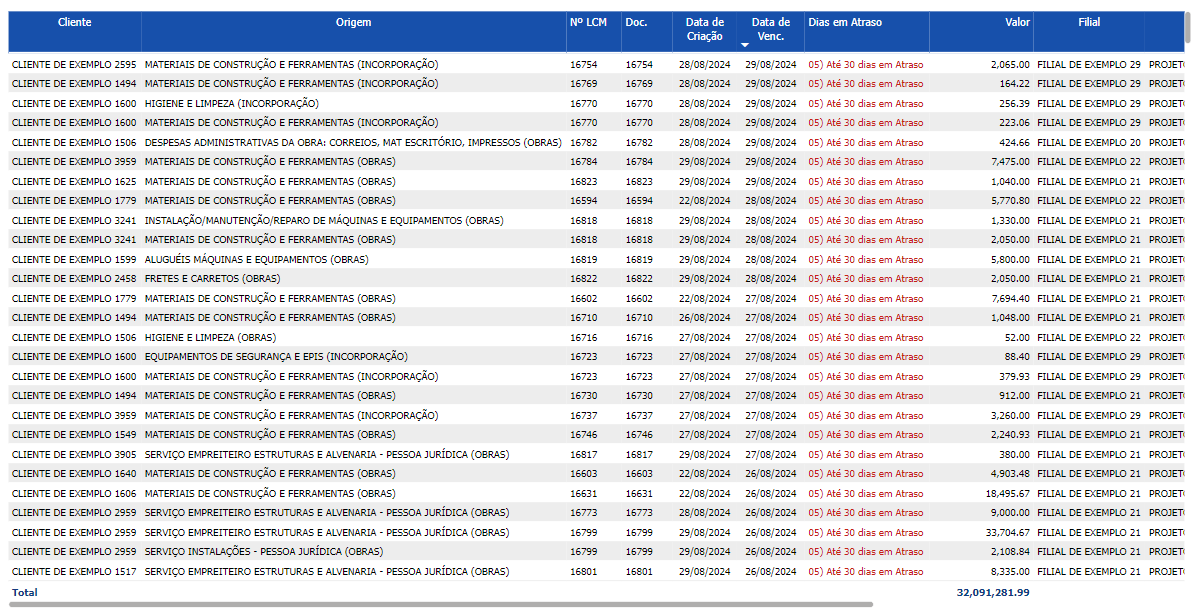 Cliente Origem Nº LCM Doc. Data de Criação Data de Venc. Dias em Atraso Valor Filial
CLIENTE DE EXEMPLO 2595 MATERIAIS DE CONSTRUÇÃO E FERRAMENTAS (INCORPORAÇÃO) 16754 16754 28/08/2024 29/08/2024 05) Até 30 dias em Atraso 2,065.00 FILIAL DE EXEMPLO 29 PROJET
CLIENTE DE EXEMPLO 1494 MATERIAIS DE CONSTRUÇÃO E FERRAMENTAS (INCORPORAÇÃO) 16769 16769 28/08/2024 29/08/2024 05) Até 30 dias em Atraso 164.22 FILIAL DE EXEMPLO 29 PROJET
CLIENTE DE EXEMPLO 1600 HIGIENE E LIMPEZA (INCORPORAÇÃO) 16770 16770 28/08/2024 29/08/2024 05) Até 30 dias em Atraso 256.39 FILIAL DE EXEMPLO 29 PROJET
CLIENTE DE EXEMPLO 1600 MATERIAIS DE CONSTRUÇÃO E FERRAMENTAS (INCORPORAÇÃO) 16770 16770 28/08/2024 29/08/2024 05) Até 30 dias em Atraso 223.06 FILIAL DE EXEMPLO 29 PROJET
CLIENTE DE EXEMPLO 1506 DESPESAS ADMINISTRATIVAS DA OBRA: CORREIOS, MAT ESCRITÓRIO, IMPRESSOS (OBRAS) 16782 16782 28/08/2024 29/08/2024 05) Até 30 dias em Atraso 424.66 FILIAL DE EXEMPLO 20 PROJET
CLIENTE DE EXEMPLO 3959 MATERIAIS DE CONSTRUÇÃO E FERRAMENTAS (OBRAS) 16784 16784 28/08/2024 29/08/2024 05) Até 30 dias em Atraso 7,475.00 FILIAL DE EXEMPLO 22 PROJET
CLIENTE DE EXEMPLO 1625 MATERIAIS DE CONSTRUÇÃO E FERRAMENTAS (OBRAS) 16823 16823 29/08/2024 29/08/2024 05) Até 30 dias em Atraso 1,040.00 FILIAL DE EXEMPLO 21 PROJET
CLIENTE DE EXEMPLO 1779 MATERIAIS DE CONSTRUÇÃO E FERRAMENTAS (OBRAS) 16594 16594 22/08/2024 28/08/2024 05) Até 30 dias em Atraso 5,770.80 FILIAL DE EXEMPLO 22 PROJET
CLIENTE DE EXEMPLO 3241 INSTALAÇÃO/MANUTENÇÃO/REPARO DE MÁQUINAS E EQUIPAMENTOS (OBRAS) 16818 16818 29/08/2024 28/08/2024 05) Até 30 dias em Atraso 1,330.00 FILIAL DE EXEMPLO 21 PROJET
CLIENTE DE EXEMPLO 3241 MATERIAIS DE CONSTRUÇÃO E FERRAMENTAS (OBRAS) 16818 16818 29/08/2024 28/08/2024 05) Até 30 dias em Atraso 2,050.00 FILIAL DE EXEMPLO 21 PROJET
CLIENTE DE EXEMPLO 1599 ALUGUÉIS MÁQUINAS E EQUIPAMENTOS (OBRAS) 16819 16819 29/08/2024 28/08/2024 05) Até 30 dias em Atraso 5,800.00 FILIAL DE EXEMPLO 21 PROJET
CLIENTE DE EXEMPLO 2458 FRETES E CARRETOS (OBRAS) 16822 16822 29/08/2024 28/08/2024 05) Até 30 dias em Atraso 2,050.00 FILIAL DE EXEMPLO 21 PROJET
CLIENTE DE EXEMPLO 1779 MATERIAIS DE CONSTRUÇÃO E FERRAMENTAS (OBRAS) 16602 16602 22/08/2024 27/08/2024 05) Até 30 dias em Atraso 7,694.40 FILIAL DE EXEMPLO 21 PROJET
CLIENTE DE EXEMPLO 1494 MATERIAIS DE CONSTRUÇÃO E FERRAMENTAS (OBRAS) 16710 16710 26/08/2024 27/08/2024 05) Até 30 dias em Atraso 1,048.00 FILIAL DE EXEMPLO 21 PROJET
CLIENTE DE EXEMPLO 1506 HIGIENE E LIMPEZA (OBRAS) 16716 16716 27/08/2024 27/08/2024 05) Até 30 dias em Atraso 52.00 FILIAL DE EXEMPLO 22 PROJET
CLIENTE DE EXEMPLO 1600 EQUIPAMENTOS DE SEGURANÇA E EPIS (INCORPORAÇÃO) 16723 16723 27/08/2024 27/08/2024 05) Até 30 dias em Atraso 88.40 FILIAL DE EXEMPLO 29 PROJET
CLIENTE DE EXEMPLO 1600 MATERIAIS DE CONSTRUÇÃO E FERRAMENTAS (INCORPORAÇÃO) 16723 16723 27/08/2024 27/08/2024 05) Até 30 dias em Atraso 379.93 FILIAL DE EXEMPLO 29 PROJET
CLIENTE DE EXEMPLO 1494 MATERIAIS DE CONSTRUÇÃO E FERRAMENTAS (OBRAS) 16730 16730 27/08/2024 27/08/2024 05) Até 30 dias em Atraso 912.00 FILIAL DE EXEMPLO 21 PROJET
CLIENTE DE EXEMPLO 3959 MATERIAIS DE CONSTRUÇÃO E FERRAMENTAS (INCORPORAÇÃO) 16737 16737 27/08/2024 27/08/2024 05) Até 30 dias em Atraso 3,260.00 FILIAL DE EXEMPLO 29 PROJET
CLIENTE DE EXEMPLO 1549 MATERIAIS DE CONSTRUÇÃO E FERRAMENTAS (OBRAS) 16746 16746 27/08/2024 27/08/2024 05) Até 30 dias em Atraso 2,240.93 FILIAL DE EXEMPLO 21 PROJET
CLIENTE DE EXEMPLO 3905 SERVIÇO EMPREITEIRO ESTRUTURAS E ALVENARIA - PESSOA JURÍDICA (OBRAS) 16817 16817 29/08/2024 27/08/2024 05) Até 30 dias em Atraso 380.00 FILIAL DE EXEMPLO 21 PROJET
CLIENTE DE EXEMPLO 1640 MATERIAIS DE CONSTRUÇÃO E FERRAMENTAS (OBRAS) 16603 16603 22/08/2024 26/08/2024 05) Até 30 dias em Atraso 4,903.48 FILIAL DE EXEMPLO 21 PROJET
CLIENTE DE EXEMPLO 1606 MATERIAIS DE CONSTRUÇÃO E FERRAMENTAS (OBRAS) 16631 16631 22/08/2024 26/08/2024 05) Até 30 dias em Atraso 18,495.67 FILIAL DE EXEMPLO 21 PROJET
CLIENTE DE EXEMPLO 2959 SERVIÇO EMPREITEIRO ESTRUTURAS E ALVENARIA - PESSOA JURÍDICA (OBRAS) 16773 16773 28/08/2024 26/08/2024 05) Até 30 dias em Atraso 9,000.00 FILIAL DE EXEMPLO 21 PROJET
CLIENTE DE EXEMPLO 2959 SERVIÇO EMPREITEIRO ESTRUTURAS E ALVENARIA - PESSOA JURÍDICA (OBRAS) 16799 16799 29/08/2024 26/08/2024 05) Até 30 dias em Atraso 33,704.67 FILIAL DE EXEMPLO 21 PROJET
CLIENTE DE EXEMPLO 2959 SERVIÇO INSTALAÇÕES - PESSOA JURÍDICA (OBRAS) 16799 16799 29/08/2024 26/08/2024 05) Até 30 dias em Atraso 2,108.84 FILIAL DE EXEMPLO 21 PROJET
CLIENTE DE EXEMPLO 1517 SERVIÇO EMPREITEIRO ESTRUTURAS E ALVENARIA - PESSOA JURÍDICA (OBRAS) 16801 16801 29/08/2024 26/08/2024 05) Até 30 dias em Atraso 8,335.00 FILIAL DE EXEMPLO 21 PROJET
Total 32,091,281.99